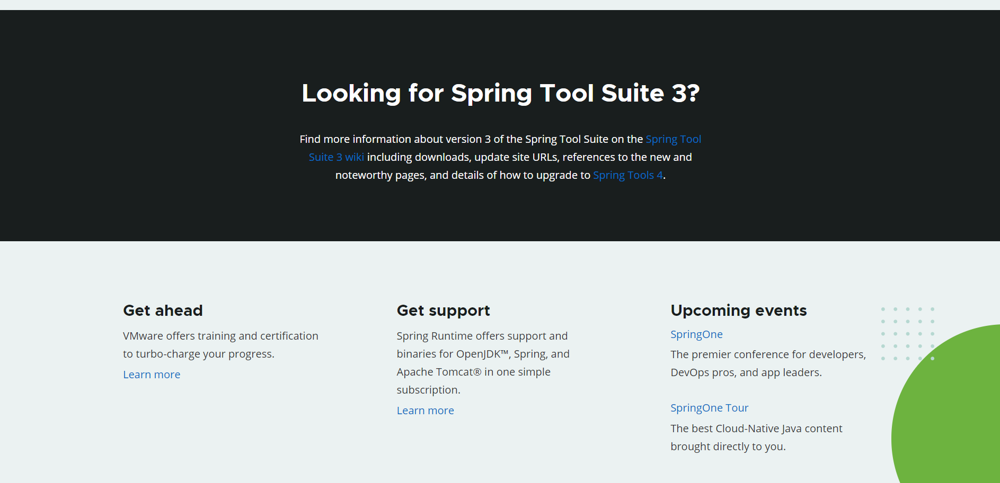 Looking for Spring Tool Suite 3?
Find more information about version 3 of the Spring Tool Suite on the Spring Tool
Suite 3 wiki including downloads, update site URLs, references to the new and
noteworthy pages, and details of how to upgrade to Spring Tools 4.
Get ahead
VMware offers training and certification
to turbo-charge your progress.
Learn more
Get support
Spring Runtime offers support and
binaries for OpenJDK™, Spring, and
Apache Tomcat® in one simple
subscription.
Learn more
Upcoming events
SpringOne
The premier conference for developers,
DevOps pros, and app leaders.
SpringOne Tour
The best Cloud-Native Java content
brought directly to you.